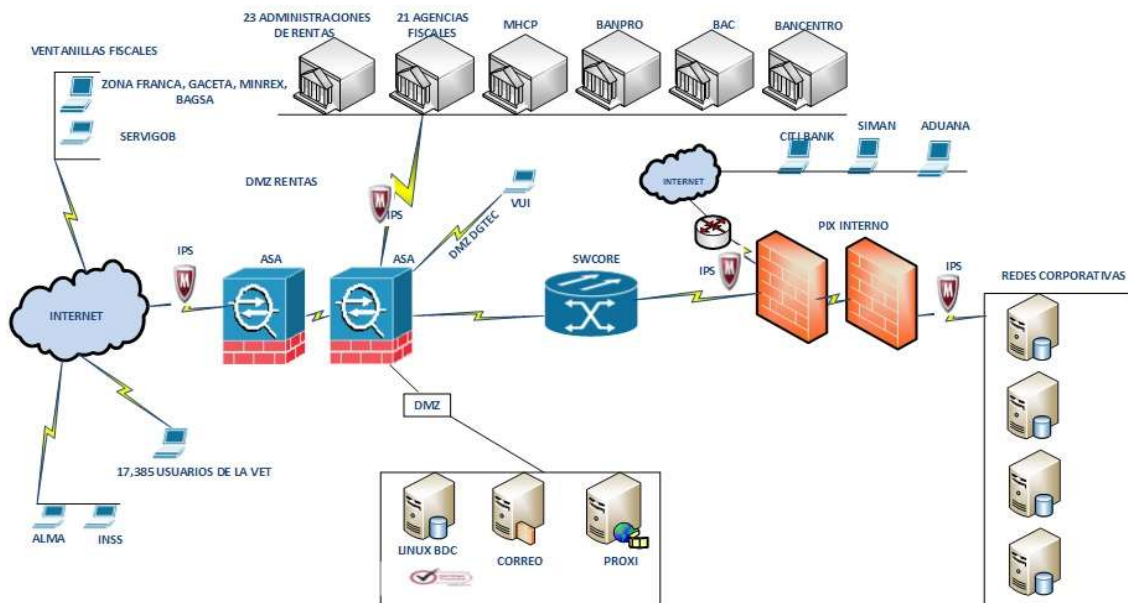 23 ADMINISTRACIONES
DE RENTAS
21 AGENCIAS
FISCALES
MHCP
BANPRO
BAC
BANCENTRO
VENTANILLAS FISCALES
ZONA FRANCA, GACETA, MINREX,
BAGSA
SERVIGOB
CITI BANK
SIMAN
ADUANA
INTERNET
DMZ RENTAS
IPS
VUI
DMZ DGTEC
PIX INTERNO
IPS
ASA
ASA
SWCORE
IPS
IPS
REDES CORPORATIVAS
INTERNET
DMZ
17,385 USUARIOS DE LA VET
ALMA
INSS
LINUX BDC
CORREO
PROXI